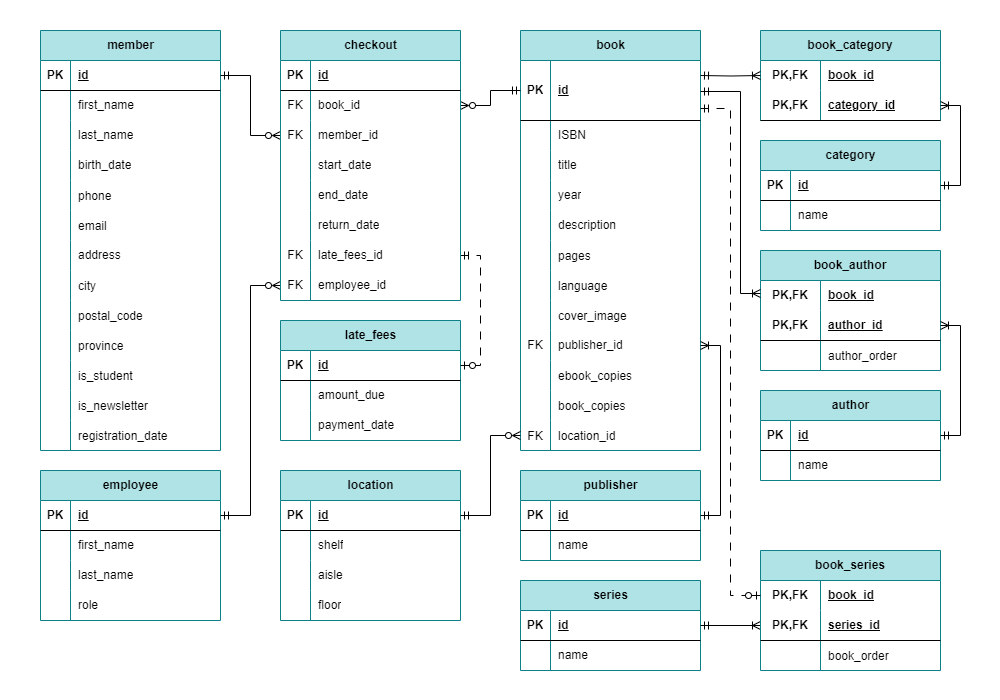 member
PK id
first_name
last_name
birth_date
phone
email
address
city
postal_code
province
is_student
is_newsletter
registration_date
employee
PK id
first_name
last_name
role
checkout
PK id
FK book_id
FK member_id
start_date
end_date
return_date
FK late_fees_id
FK employee_id
late_fees
PK id
amount_due
payment_date
location
PK id
shelf
aisle
floor
book
PK id
ISBN
title
year
description
pages
language
cover_image
FK publisher_id
ebook_copies
book_copies
FK location_id
publisher
PK id
name
series
PK id
name
book_category
PK,FK book_id
PK,FK category_id
category
PK id
name
book_author
PK,FK book_id
PK,FK author_id
author_order
author
PK id
name
book_series
PK,FK book_id
PK,FK series_id
book_order